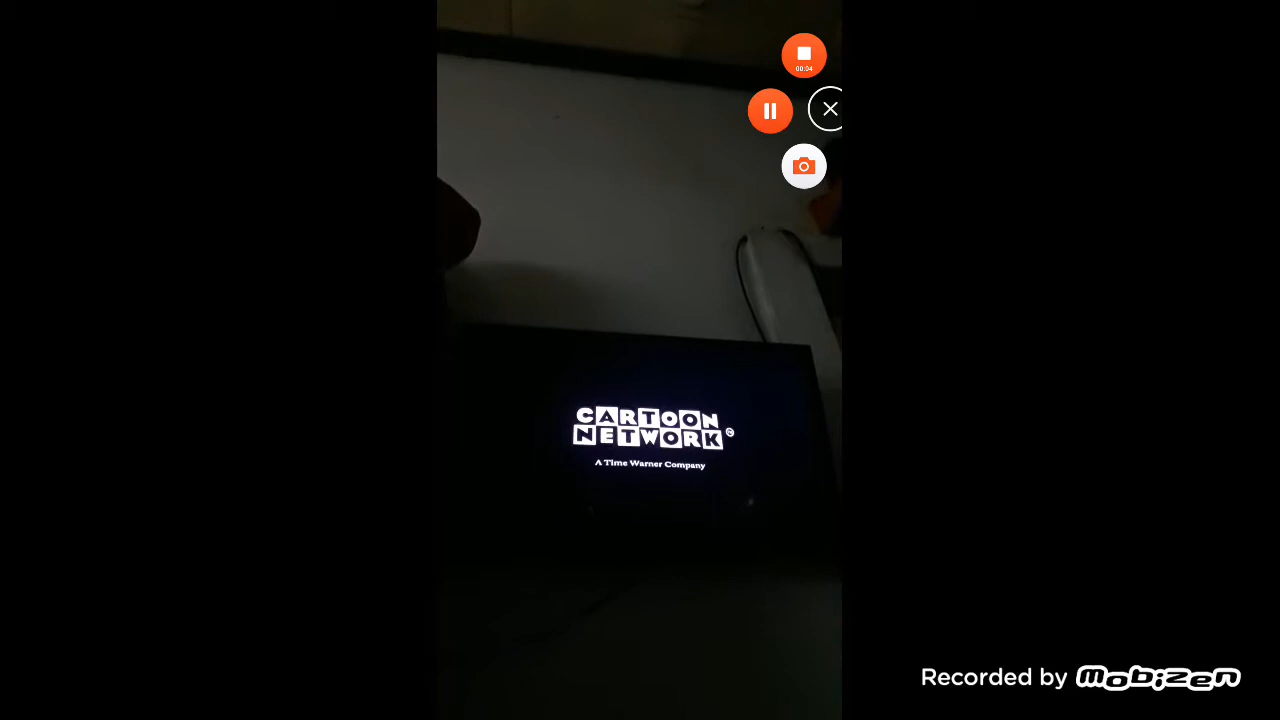 00:04
CARTOON
NETWORK
A Time Warner Company
Recorded by mobizen